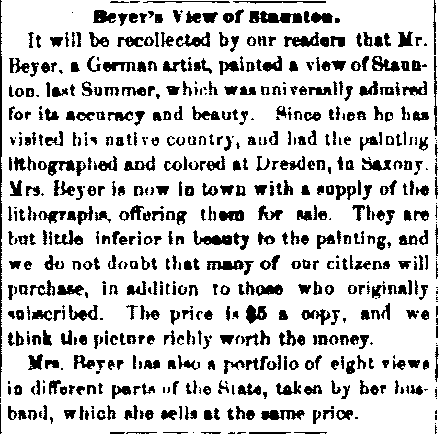 Beyer's View of Staunton.
It will be recollected by our readers that Mr.
Beyer, a German artist, painted a view of Staun-
ton, last Summer, which was universally admired
for its accuracy and beauty. Since then he has
visited his native country, and had the painting
lithographed and colored at Dresden, in Saxony.
Mrs. Beyer is now in town with a supply of the
lithographs, offering them for sale. They are
but little inferior in beauty to the painting, and
we do not doubt that many of our citizens will
purchase, in addition to those who originally
subscribed. The price is $5 a copy, and we
think the picture richly worth the money.
Mrs. Beyer has also a portfolio of eight views
in different parts of the State, taken by her hus-
band, which she sells at the same price.